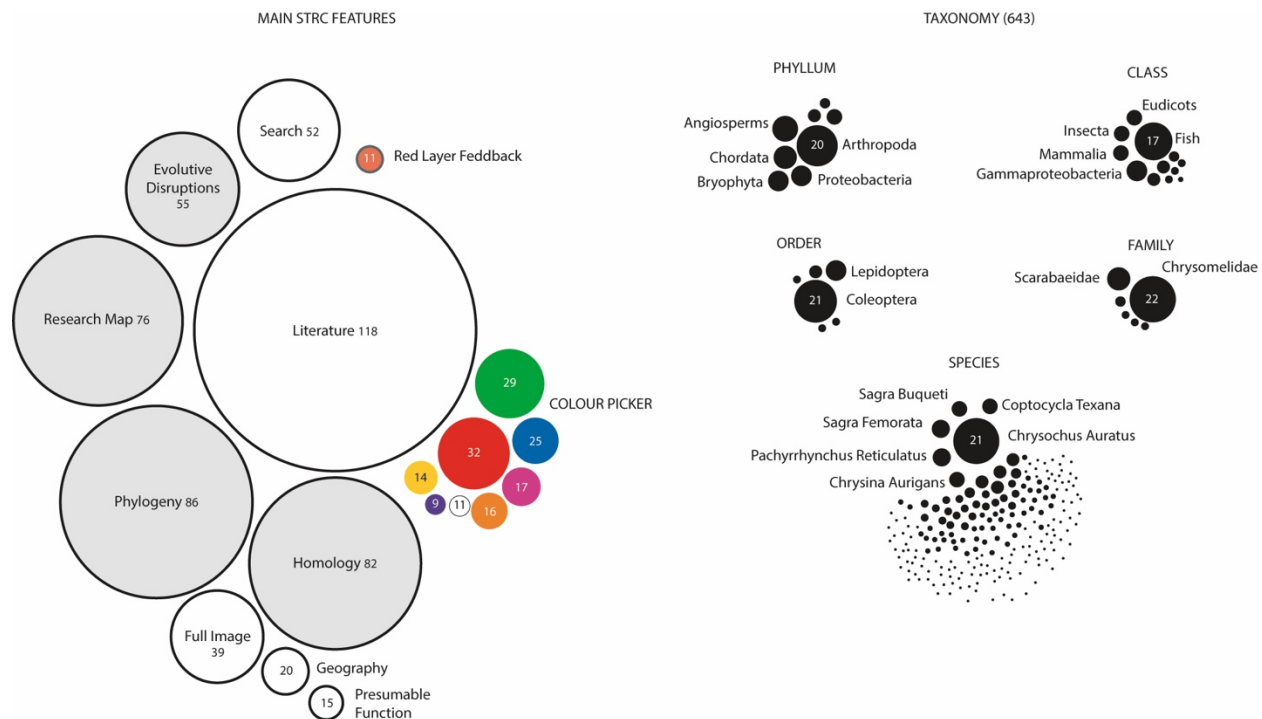 MAIN STRC FEATURES
Search 52
11
Red Layer Feddback
Evolutive
Disruptions
55
Research Map 76
Literature 118
29
COLOUR PICKER
32
25
14
17
9
11
16
Phylogeny 86
Homology 82
Full Image
39
20
Geography
15
Presumable
Function
TAXONOMY (643)
PHYLLUM
Angiosperms
20
Arthropoda
Chordata
Bryophyta
Proteobacteria
CLASS
Eudicots
Insecta
17
Fish
Mammalia
Gammaproteobacteria
ORDER
Lepidoptera
21
Coleoptera
FAMILY
Chrysomelidae
Scarabaeidae
22
SPECIES
Sagra Buqueti
Coptocycla Texana
Sagra Femorata
21
Chrysochus Auratus
Pachyrrhynchus Reticulatus
Chrysina Aurigans